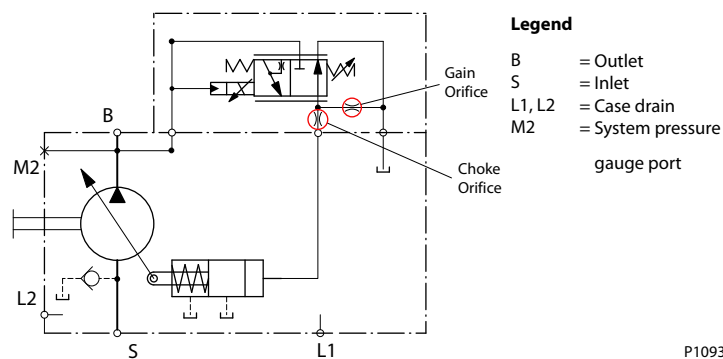 Legend
B = Outlet
S = Inlet
L1, L2 = Case drain
M2 = System pressure
gauge port
Gain
Orifice
Choke
Orifice
B
M2
L2
S
L1
P109373